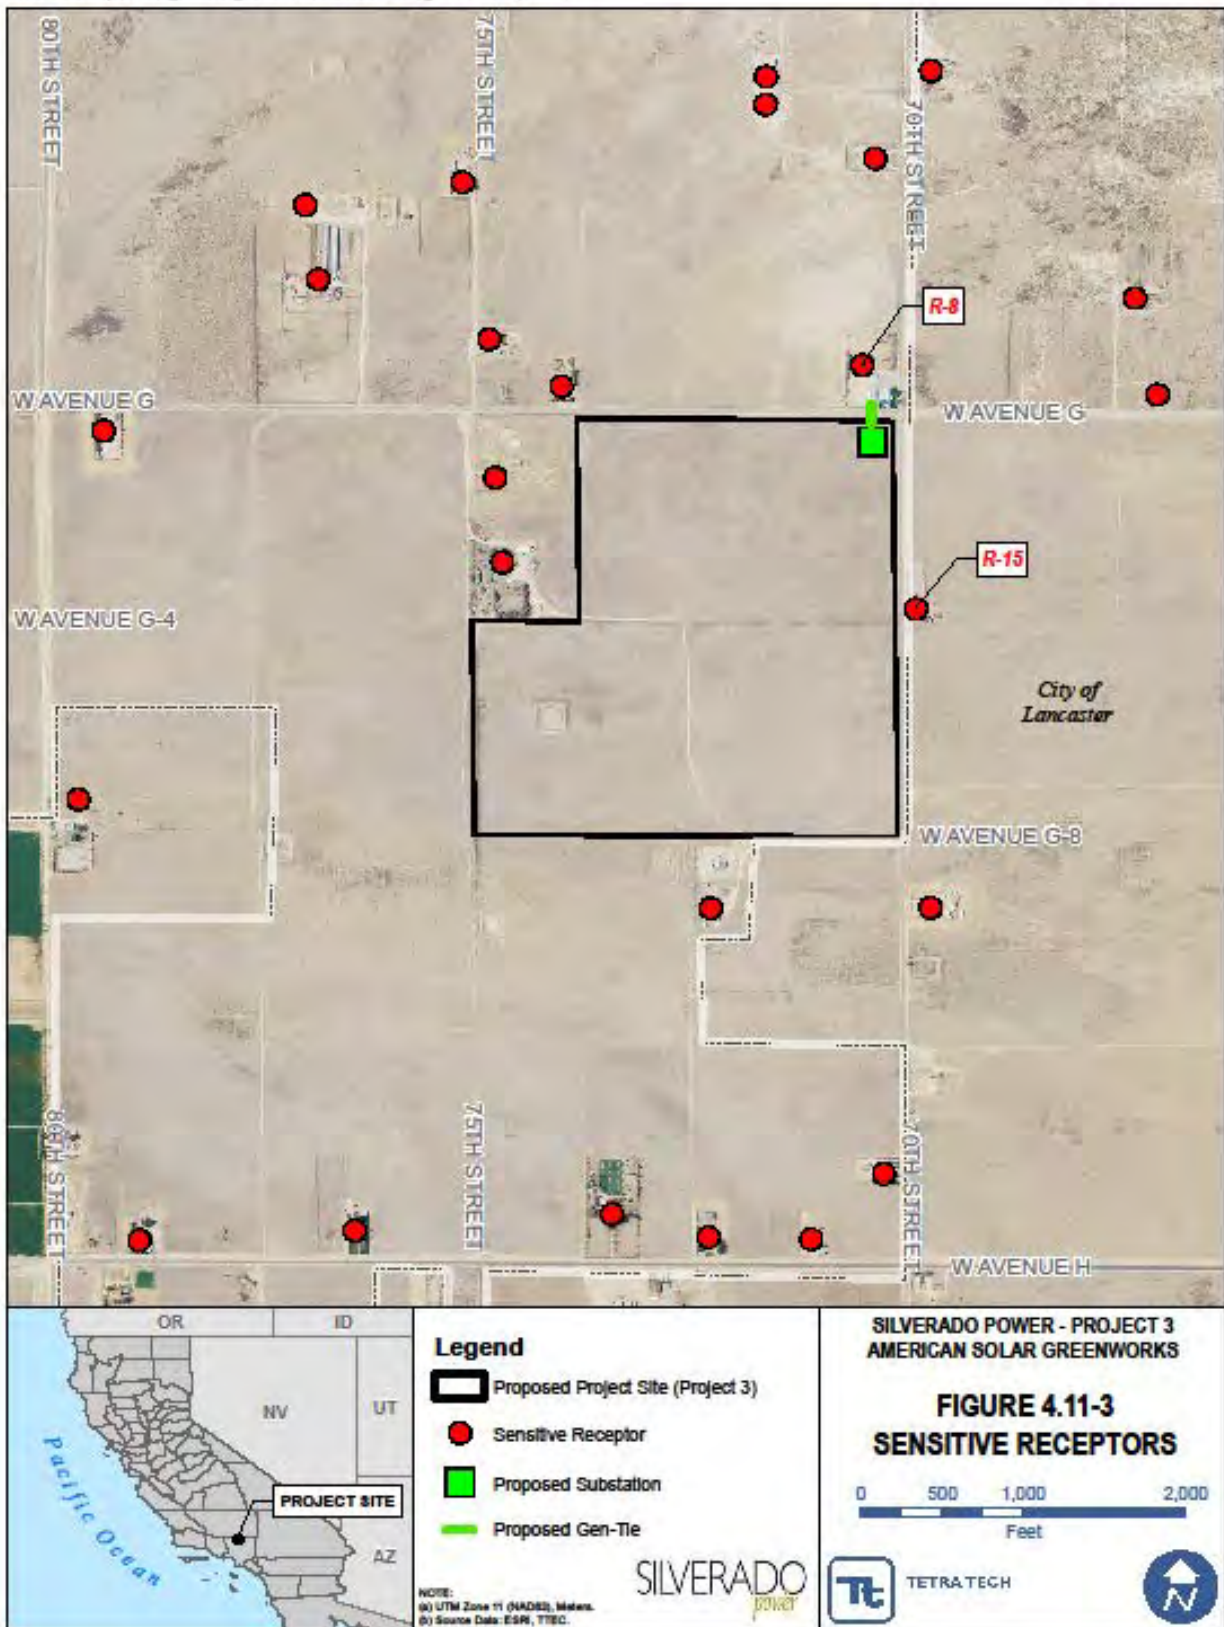 80TH STREET
75TH STREET
70TH STREET
R-8
W AVENUE G
W AVENUE G
R-15
W AVENUE G-4
City of
Lancaster
W AVENUE G-8
80TH STREET
75TH STREET
70TH STREET
W AVENUE H
OR
ID
NV
UT
AZ
Pacific Ocean
PROJECT SITE
Legend
Proposed Project Site (Project 3)
Sensitive Receptor
Proposed Substation
Proposed Gen-Tie
NOTE:
(a) UTM Zone 11 (NAD83), Meters.
(b) Source Data: ESRI, TTEC.
SILVERADO
power
SILVERADO POWER - PROJECT 3
AMERICAN SOLAR GREENWORKS
FIGURE 4.11-3
SENSITIVE RECEPTORS
0 500 1,000 2,000
Feet
Tt
TETRA TECH
N